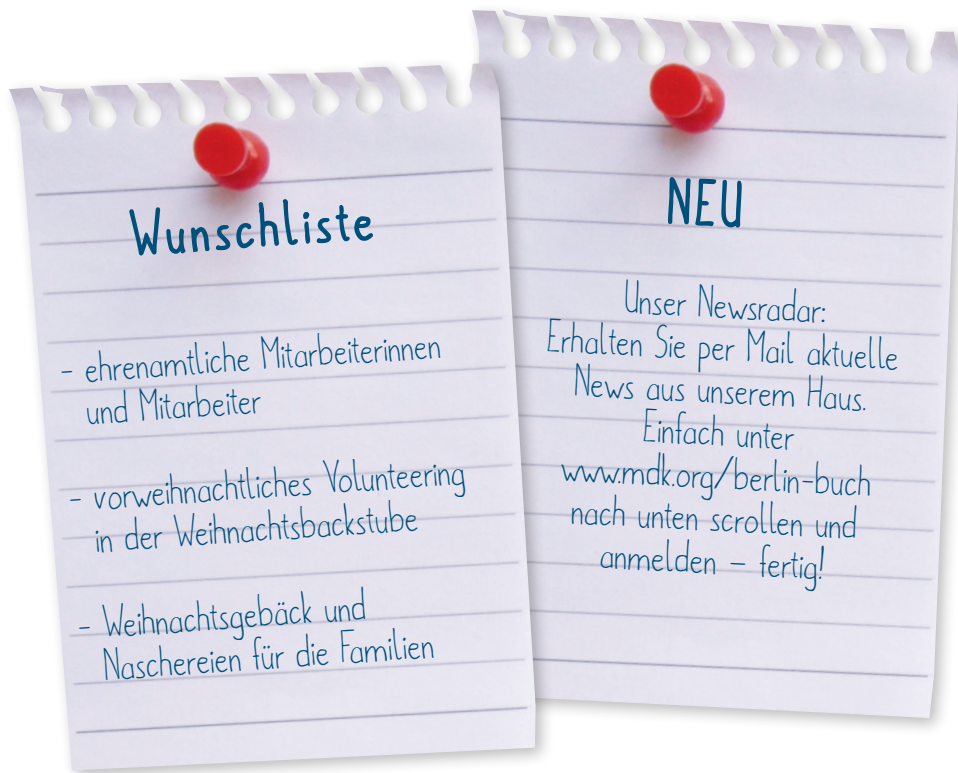 Wunschliste
- ehrenamtliche Mitarbeiterinnen
und Mitarbeiter
- vorweihnachtliches Volunteering
in der Weihnachtsbackstube
- Weihnachtsgebäck und
Naschereien für die Familien
NEU
Unser Newsradar:
Erhalten Sie per Mail aktuelle
News aus unserem Haus.
Einfach unter
www.mdk.org/berlin-buch
nach unten scrollen und
anmelden – fertig!